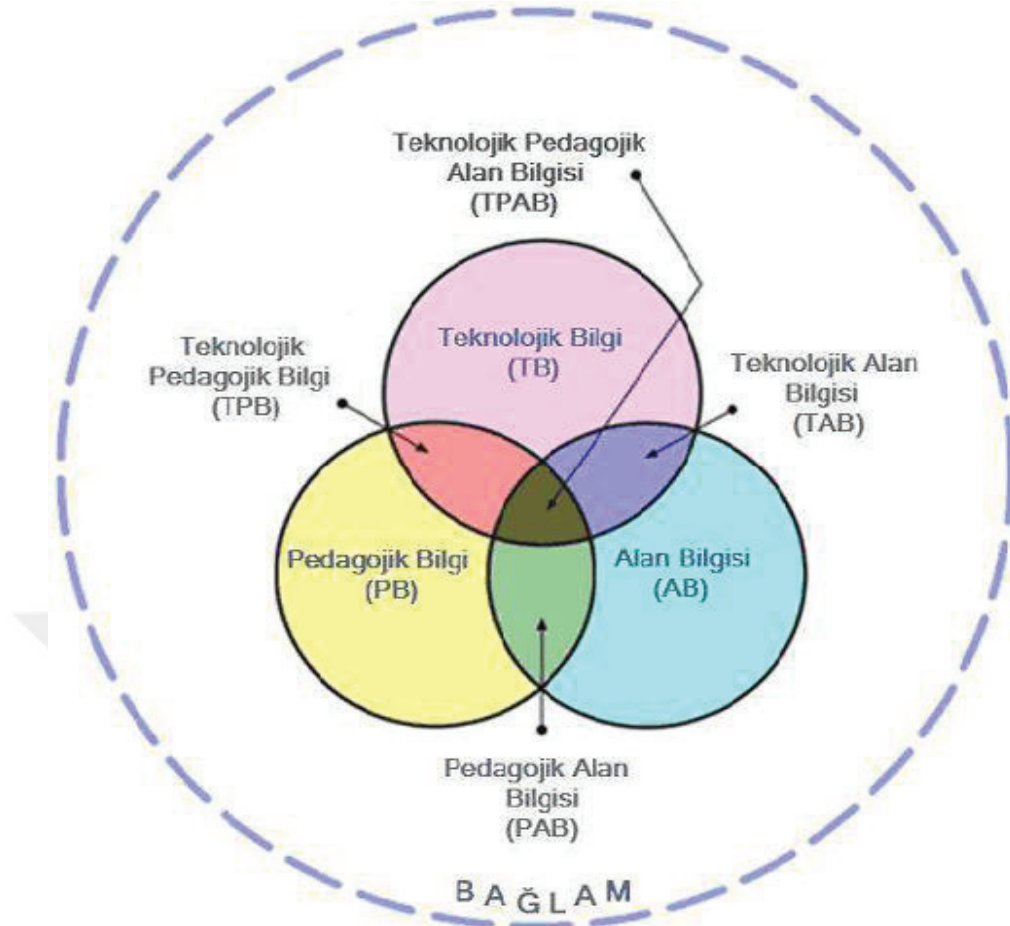 Teknolojik Pedagojik
Alan Bilgisi
(TPAB)
Teknolojik Bilgi
(TB)
Teknolojik
Pedagojik Bilgi
(TPB)
Teknolojik Alan
Bilgisi
(TAB)
Pedagojik Bilgi
(PB)
Alan Bilgisi
(AB)
Pedagojik Alan
Bilgisi
(PAB)
BAĞLAM